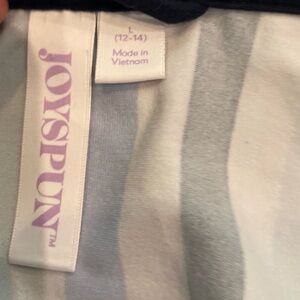 JOYSPUN™
L
(12-14)
Made in
Vietnam